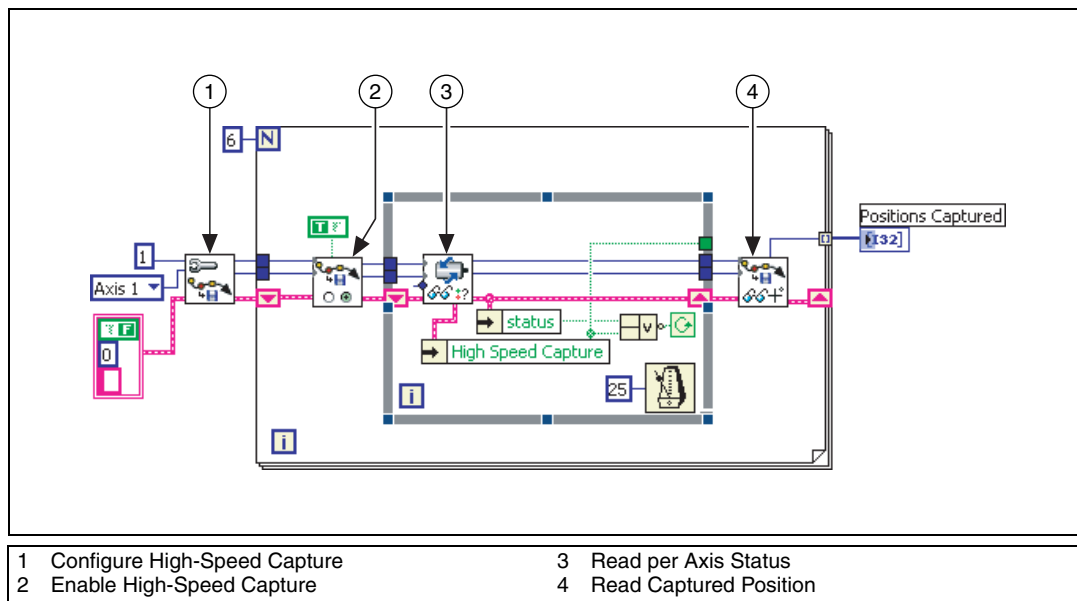 1
2
3
4
6
N
T
Positions Captured
1
I32
Axis 1
status
V
F
High Speed Capture
0
?
25
i
i
1 Configure High-Speed Capture
2 Enable High-Speed Capture
3 Read per Axis Status
4 Read Captured Position